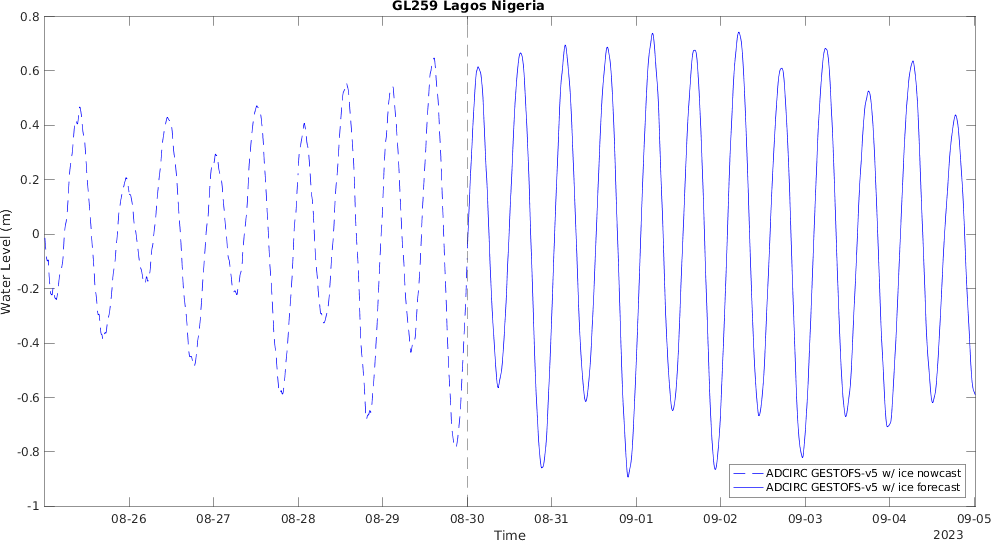 GL259 Lagos Nigeria
0.8
0.6
0.4
0.2
0
-0.2
-0.4
-0.6
-0.8
-1
Water Level (m)
ADCIRC GESTOFS-v5 w/ ice nowcast
ADCIRC GESTOFS-v5 w/ ice forecast
08-26 08-27 08-28 08-29 08-30 08-31 09-01 09-02 09-03 09-04 09-05
Time
2023